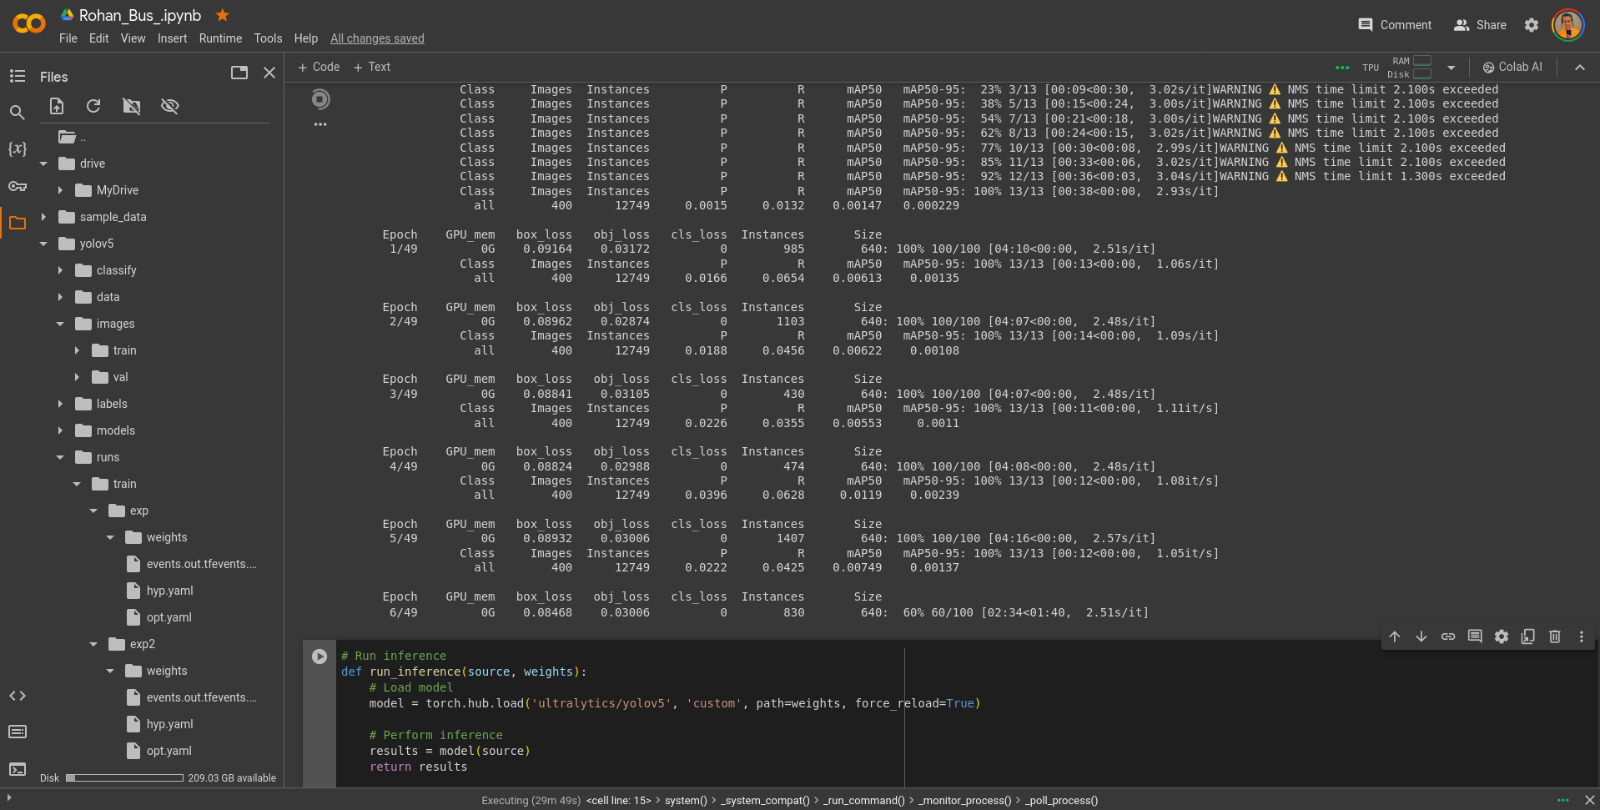 Rohan_Bus_.ipynb
File Edit View Insert Runtime Tools Help All changes saved
Comment Share
Files
+ Code + Text
TPU RAM Disk Colab AI
..
drive
MyDrive
sample_data
yolov5
classify
data
images
train
val
labels
models
runs
train
exp
weights
events.out.tfevents....
hyp.yaml
opt.yaml
exp2
weights
events.out.tfevents....
hyp.yaml
opt.yaml
Disk 209.03 GB available
Class Images Instances P R mAP50 mAP50-95: 23% 3/13 [00:09<00:30, 3.02s/it]WARNING ⚠️ NMS time limit 2.100s exceeded
Class Images Instances P R mAP50 mAP50-95: 38% 5/13 [00:15<00:24, 3.00s/it]WARNING ⚠️ NMS time limit 2.100s exceeded
Class Images Instances P R mAP50 mAP50-95: 54% 7/13 [00:21<00:18, 3.00s/it]WARNING ⚠️ NMS time limit 2.100s exceeded
Class Images Instances P R mAP50 mAP50-95: 62% 8/13 [00:24<00:15, 3.02s/it]WARNING ⚠️ NMS time limit 2.100s exceeded
Class Images Instances P R mAP50 mAP50-95: 77% 10/13 [00:30<00:08, 2.99s/it]WARNING ⚠️ NMS time limit 2.100s exceeded
Class Images Instances P R mAP50 mAP50-95: 85% 11/13 [00:33<00:06, 3.02s/it]WARNING ⚠️ NMS time limit 2.100s exceeded
Class Images Instances P R mAP50 mAP50-95: 92% 12/13 [00:36<00:03, 3.04s/it]WARNING ⚠️ NMS time limit 1.300s exceeded
Class Images Instances P R mAP50 mAP50-95: 100% 13/13 [00:38<00:00, 2.93s/it]
all 400 12749 0.0015 0.0132 0.00147 0.000229
Epoch GPU_mem box_loss obj_loss cls_loss Instances Size
1/49 0G 0.09164 0.03172 0 985 640: 100% 100/100 [04:10<00:00, 2.51s/it]
Class Images Instances P R mAP50 mAP50-95: 100% 13/13 [00:13<00:00, 1.06s/it]
all 400 12749 0.0166 0.0654 0.00613 0.00135
Epoch GPU_mem box_loss obj_loss cls_loss Instances Size
2/49 0G 0.08962 0.02874 0 1103 640: 100% 100/100 [04:07<00:00, 2.48s/it]
Class Images Instances P R mAP50 mAP50-95: 100% 13/13 [00:14<00:00, 1.09s/it]
all 400 12749 0.0188 0.0456 0.00622 0.00108
Epoch GPU_mem box_loss obj_loss cls_loss Instances Size
3/49 0G 0.08841 0.03105 0 430 640: 100% 100/100 [04:07<00:00, 2.48s/it]
Class Images Instances P R mAP50 mAP50-95: 100% 13/13 [00:11<00:00, 1.11it/s]
all 400 12749 0.0226 0.0355 0.00553 0.0011
Epoch GPU_mem box_loss obj_loss cls_loss Instances Size
4/49 0G 0.08824 0.02988 0 474 640: 100% 100/100 [04:08<00:00, 2.48s/it]
Class Images Instances P R mAP50 mAP50-95: 100% 13/13 [00:12<00:00, 1.08it/s]
all 400 12749 0.0396 0.0628 0.0119 0.00239
Epoch GPU_mem box_loss obj_loss cls_loss Instances Size
5/49 0G 0.08932 0.03006 0 1407 640: 100% 100/100 [04:16<00:00, 2.57s/it]
Class Images Instances P R mAP50 mAP50-95: 100% 13/13 [00:12<00:00, 1.05it/s]
all 400 12749 0.0222 0.0425 0.00749 0.00137
Epoch GPU_mem box_loss obj_loss cls_loss Instances Size
6/49 0G 0.08468 0.03006 0 830 640: 60% 60/100 [02:34<01:40, 2.51s/it]
# Run inference
def run_inference(source, weights):
# Load model
model = torch.hub.load('ultralytics/yolov5', 'custom', path=weights, force_reload=True)
# Perform inference
results = model(source)
return results
Executing (29m 49s) <cell line: 15> > system() > _system_compat() > _run_command() > _monitor_process() > _poll_process()